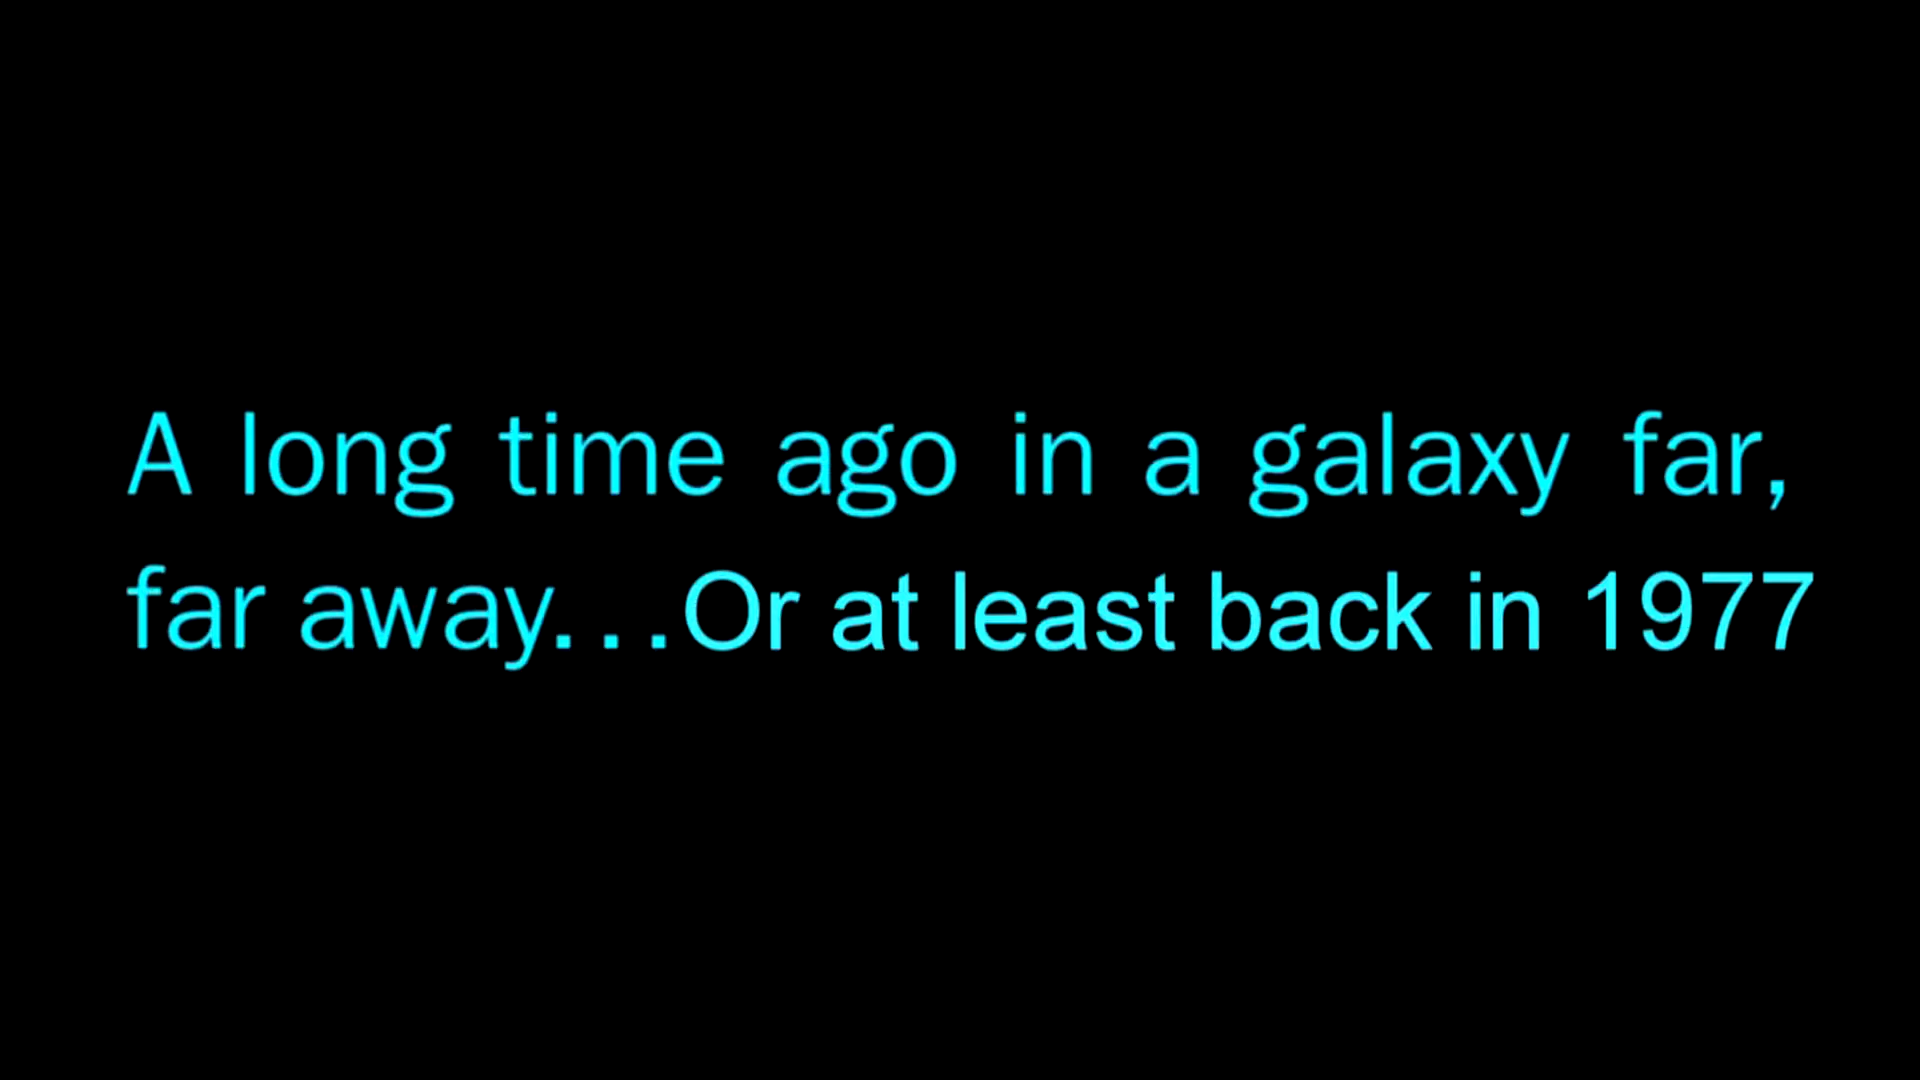 A long time ago in a galaxy far,
far away...Or at least back in 1977